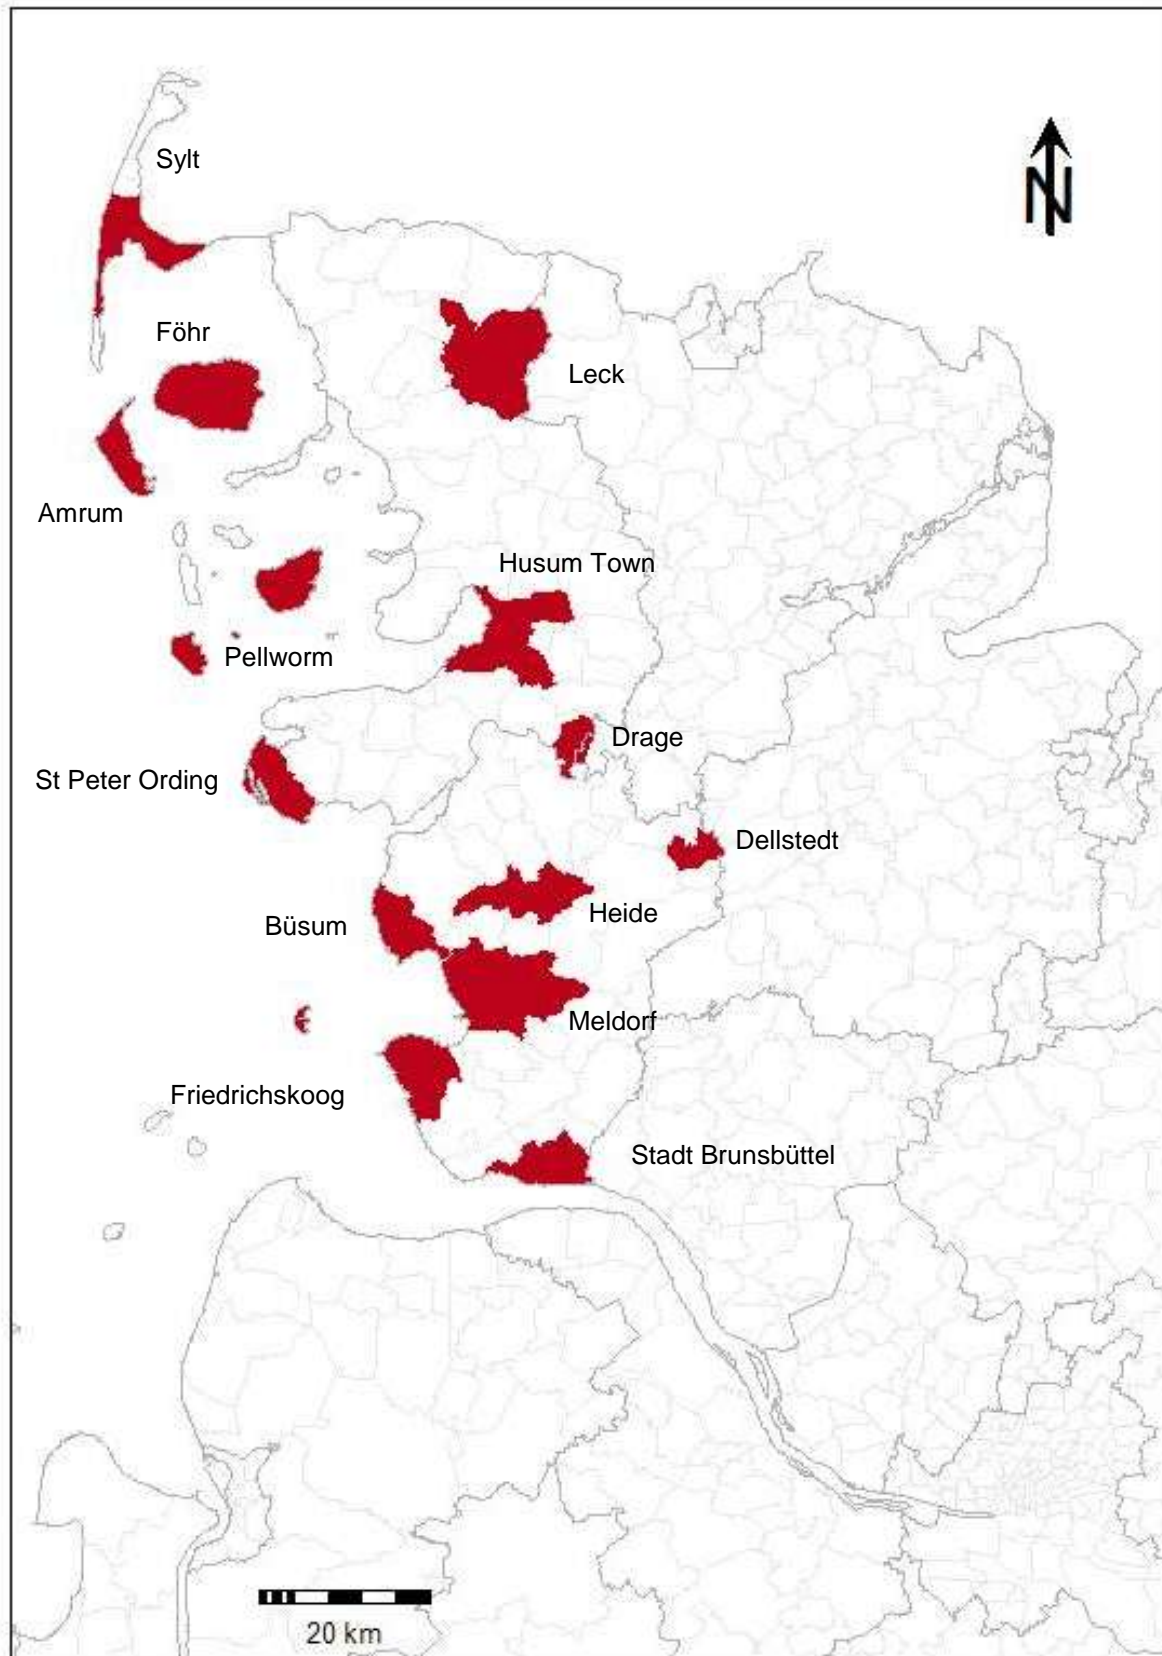 Sylt
N
Föhr
Leck
Amrum
Husum Town
Pellworm
Drage
St Peter Ording
Dellstedt
Büsum
Heide
Meldorf
Friedrichskoog
Stadt Brunsbüttel
20 km